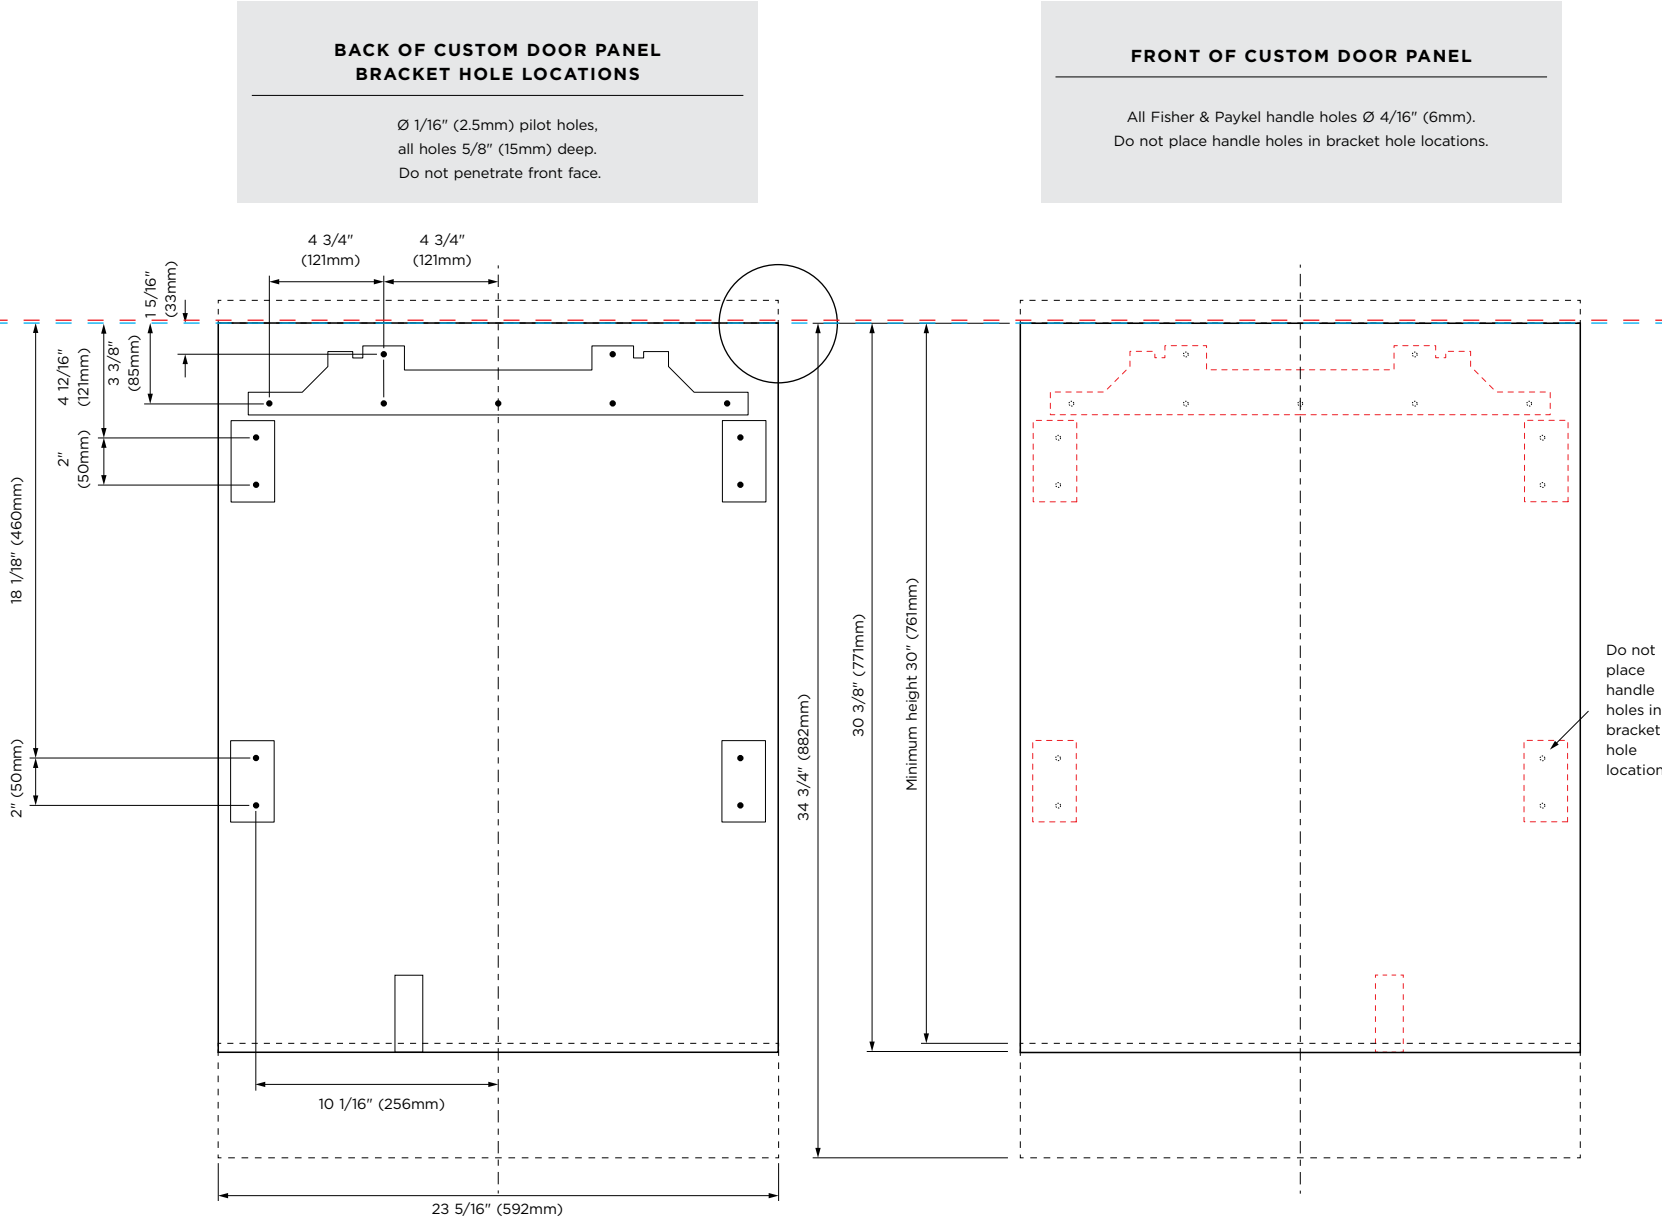 BACK OF CUSTOM DOOR PANEL
BRACKET HOLE LOCATIONS
Ø 1/16" (2.5mm) pilot holes,
all holes 5/8" (15mm) deep.
Do not penetrate front face.
FRONT OF CUSTOM DOOR PANEL
All Fisher & Paykel handle holes Ø 4/16" (6mm).
Do not place handle holes in bracket hole locations.
4 3/4"
(121mm)
4 3/4"
(121mm)
1 5/16"
(33mm)
3 3/8"
(85mm)
4 12/16"
(121mm)
2"
(50mm)
18 1/18" (460mm)
2" (50mm)
10 1/16" (256mm)
23 5/16" (592mm)
34 3/4" (882mm)
30 3/8" (771mm)
Minimum height 30" (761mm)
Do not
place
handle
holes in
bracket
hole
location